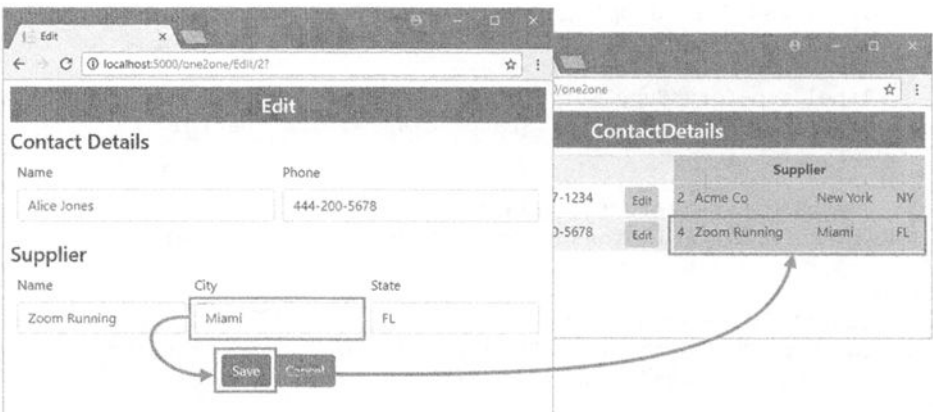 Edit
localhost:5000/one2one/Edit/2?
Edit
Contact Details
Name Phone
Alice Jones 444-200-5678
Supplier
Name City State
Zoom Running Miami FL
Save Cancel
/one2one
ContactDetails
Supplier
7-1234 Edit 2 Acme Co New York NY
0-5678 Edit 4 Zoom Running Miami FL